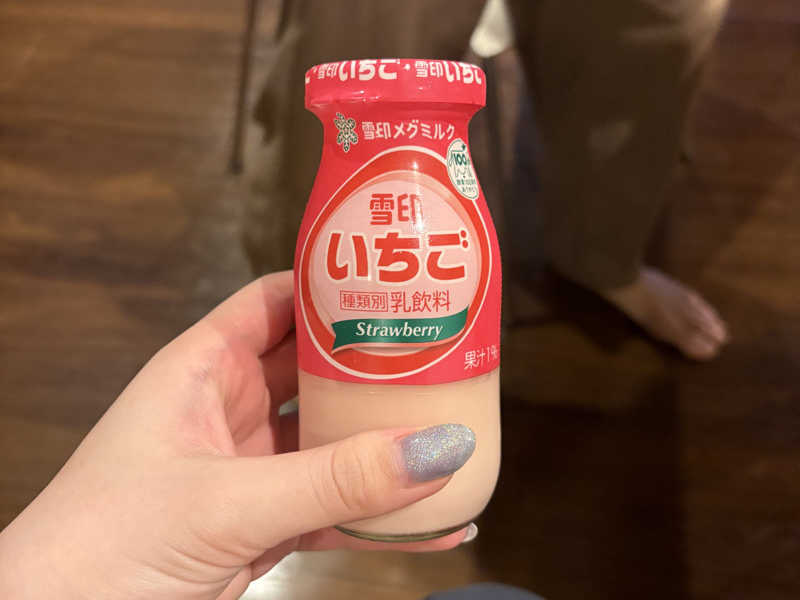 雪印いちご・雪印いちご
雪印メグミルク
100
雪印
いちご
種類別 乳飲料
Strawberry
果汁1%